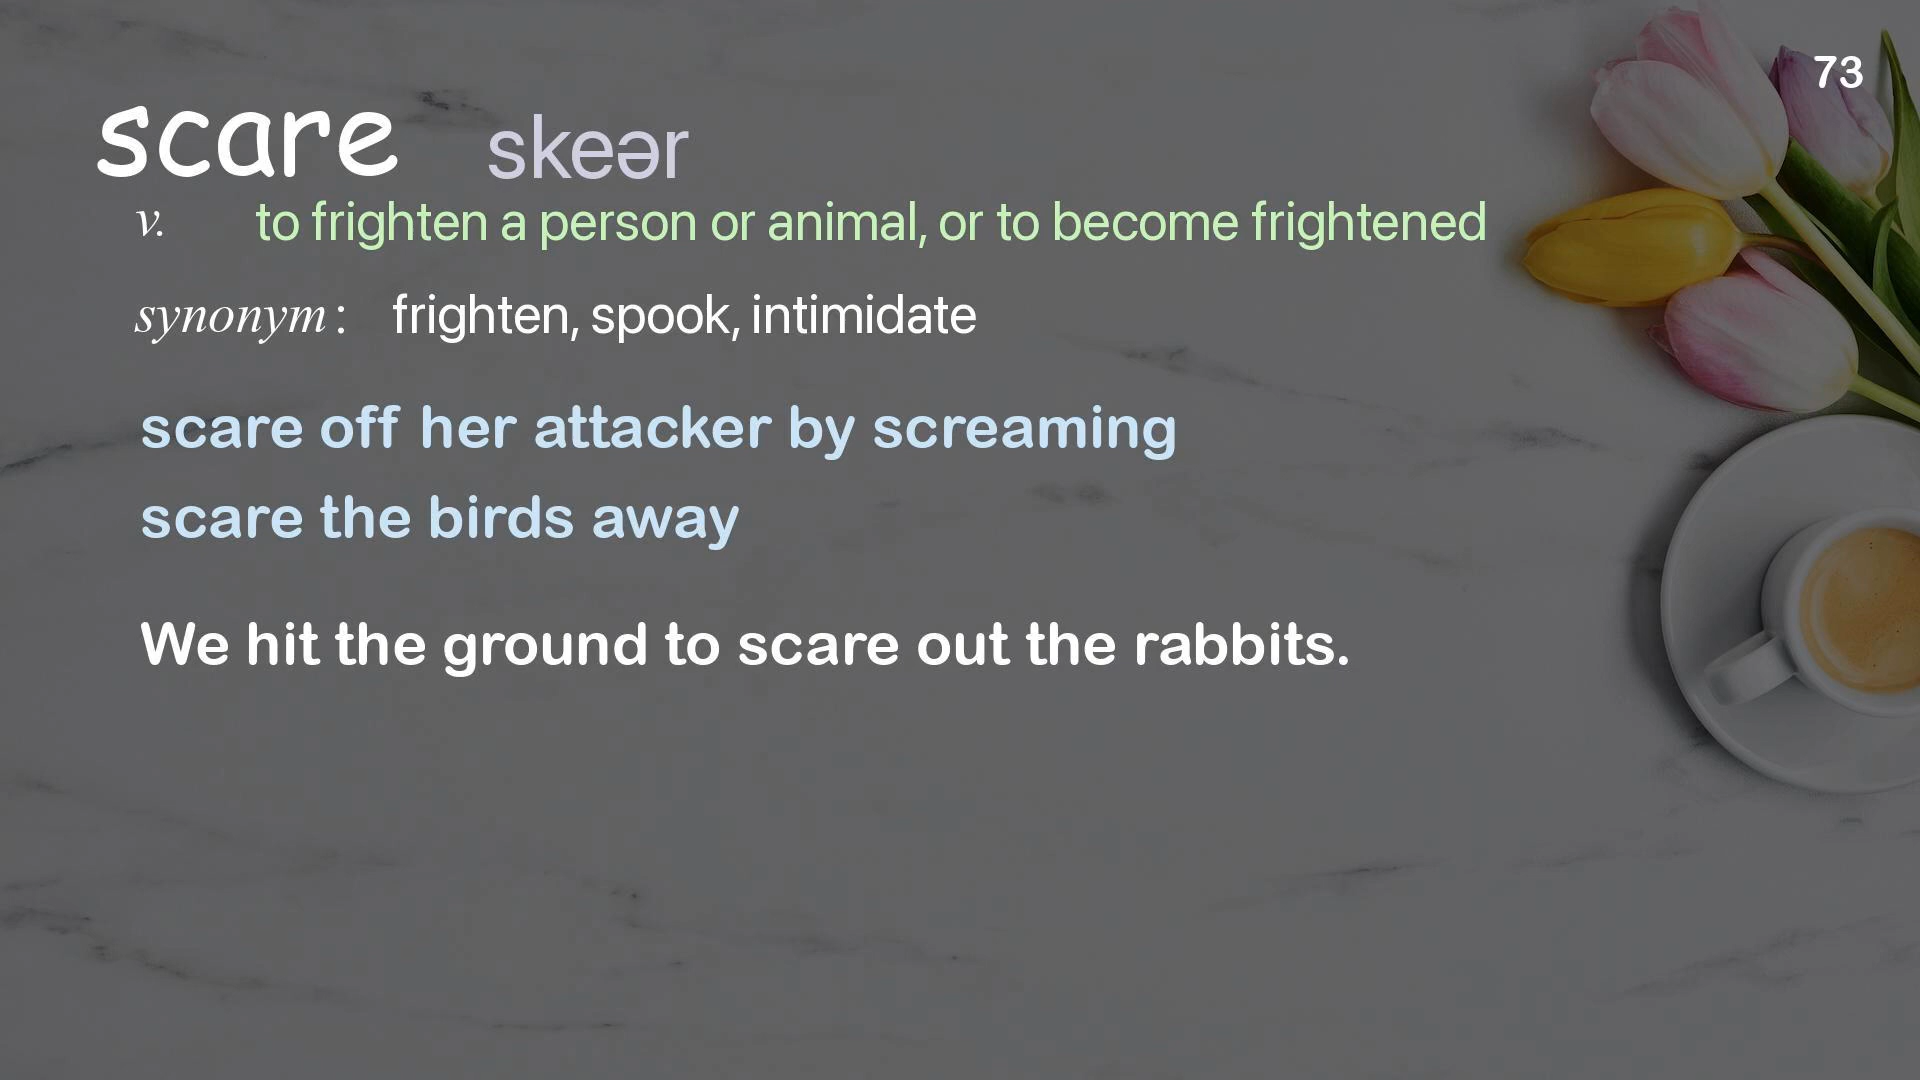 73
scare skeər
v. to frighten a person or animal, or to become frightened
synonym: frighten, spook, intimidate
scare off her attacker by screaming
scare the birds away
We hit the ground to scare out the rabbits.